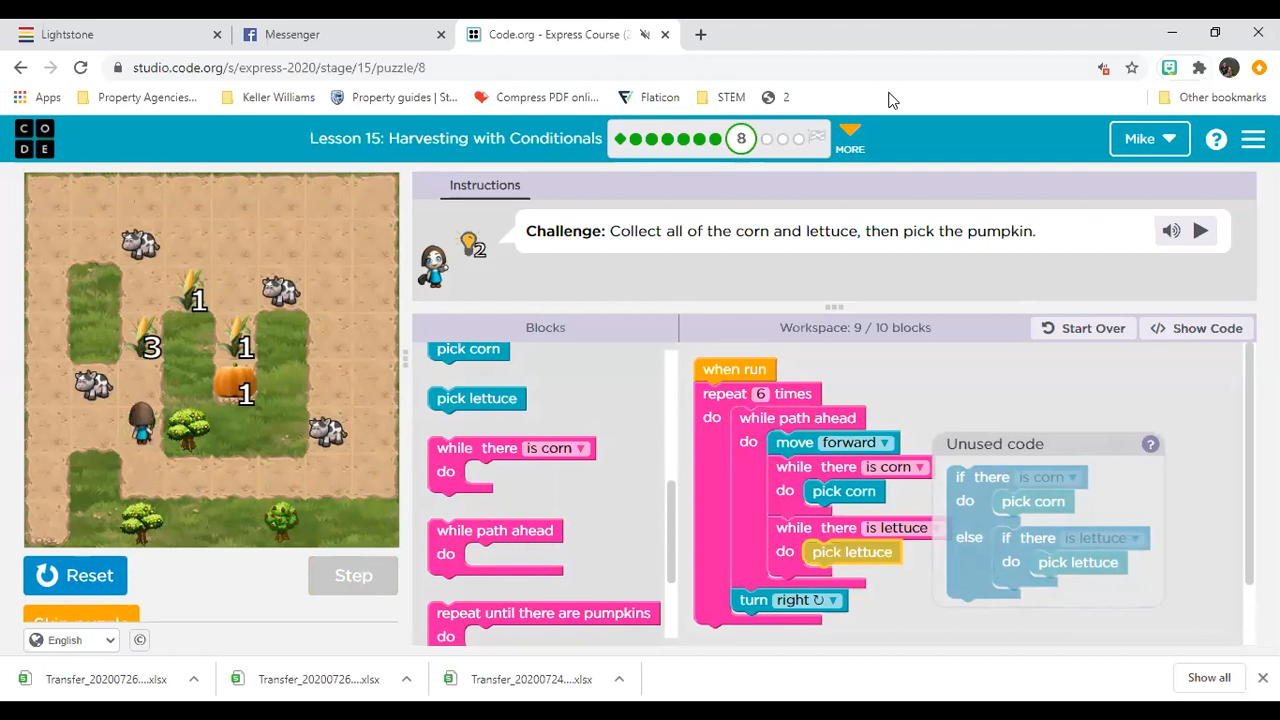 Lightstone
Messenger
Code.org - Express Course (2
studio.code.org/s/express-2020/stage/15/puzzle/8
Apps
Property Agencies...
Keller Williams
Property guides | St...
Compress PDF onlin...
Flaticon
STEM
2
Other bookmarks
C O
D E
Lesson 15: Harvesting with Conditionals
8
MORE
Mike
?
Instructions
2
Challenge: Collect all of the corn and lettuce, then pick the pumpkin.
Blocks
Workspace: 9 / 10 blocks
Start Over
</> Show Code
1
3
1
1
pick corn
pick lettuce
while there is corn
do
while path ahead
do
repeat until there are pumpkins
do
when run
repeat 6 times
do while path ahead
do move forward
while there is corn
do pick corn
while there is lettuce
do pick lettuce
turn right ↻
Unused code
?
if there is corn
do pick corn
else if there is lettuce
do pick lettuce
Reset
Step
English
©
Transfer_20200726....xlsx
Transfer_20200726....xlsx
Transfer_20200724....xlsx
Show all